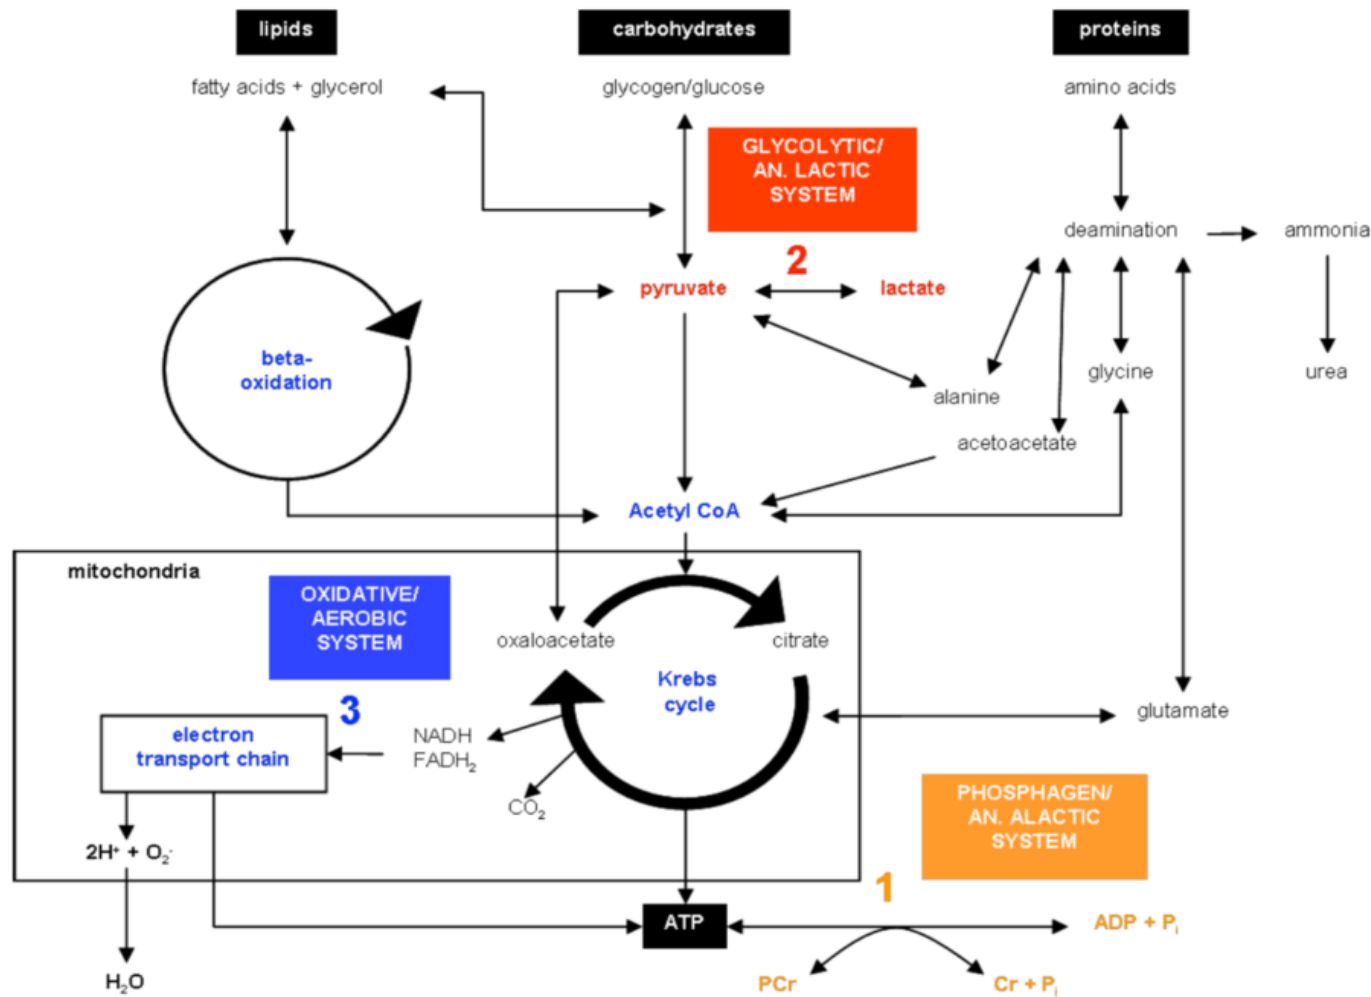 lipids
carbohydrates
proteins
fatty acids + glycerol
glycogen/glucose
amino acids
GLYCOLYTIC/
AN. LACTIC
SYSTEM
2
deamination
ammonia
pyruvate
lactate
beta-
oxidation
alanine
glycine
urea
acetoacetate
Acetyl CoA
mitochondria
OXIDATIVE/
AEROBIC
SYSTEM
3
oxaloacetate
citrate
Krebs
cycle
glutamate
electron
transport chain
NADH
FADH₂
CO₂
2H⁺ + O₂⁻
H₂O
PHOSPHAGEN/
AN. ALACTIC
SYSTEM
1
ATP
ADP + Pᵢ
PCr
Cr + Pᵢ